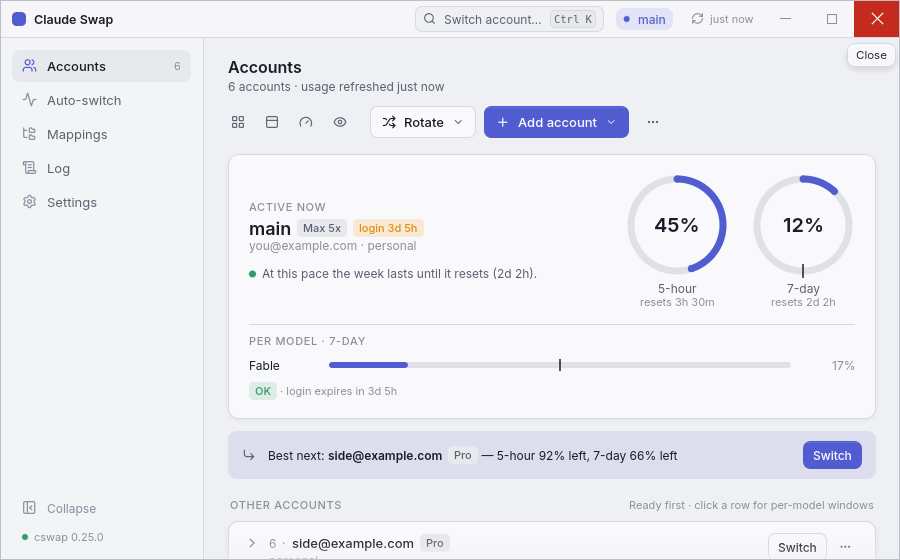 Claude Swap
Switch account... Ctrl K
main
just now
Close
Accounts 6
Auto-switch
Mappings
Log
Settings
Collapse
cswap 0.25.0
Accounts
6 accounts · usage refreshed just now
Rotate
Add account
ACTIVE NOW
main Max 5x login 3d 5h
you@example.com · personal
At this pace the week lasts until it resets (2d 2h).
45%
5-hour
resets 3h 30m
12%
7-day
resets 2d 2h
PER MODEL · 7-DAY
Fable 17%
OK · login expires in 3d 5h
Best next: side@example.com Pro — 5-hour 92% left, 7-day 66% left
Switch
OTHER ACCOUNTS
Ready first · click a row for per-model windows
6 · side@example.com Pro
Switch